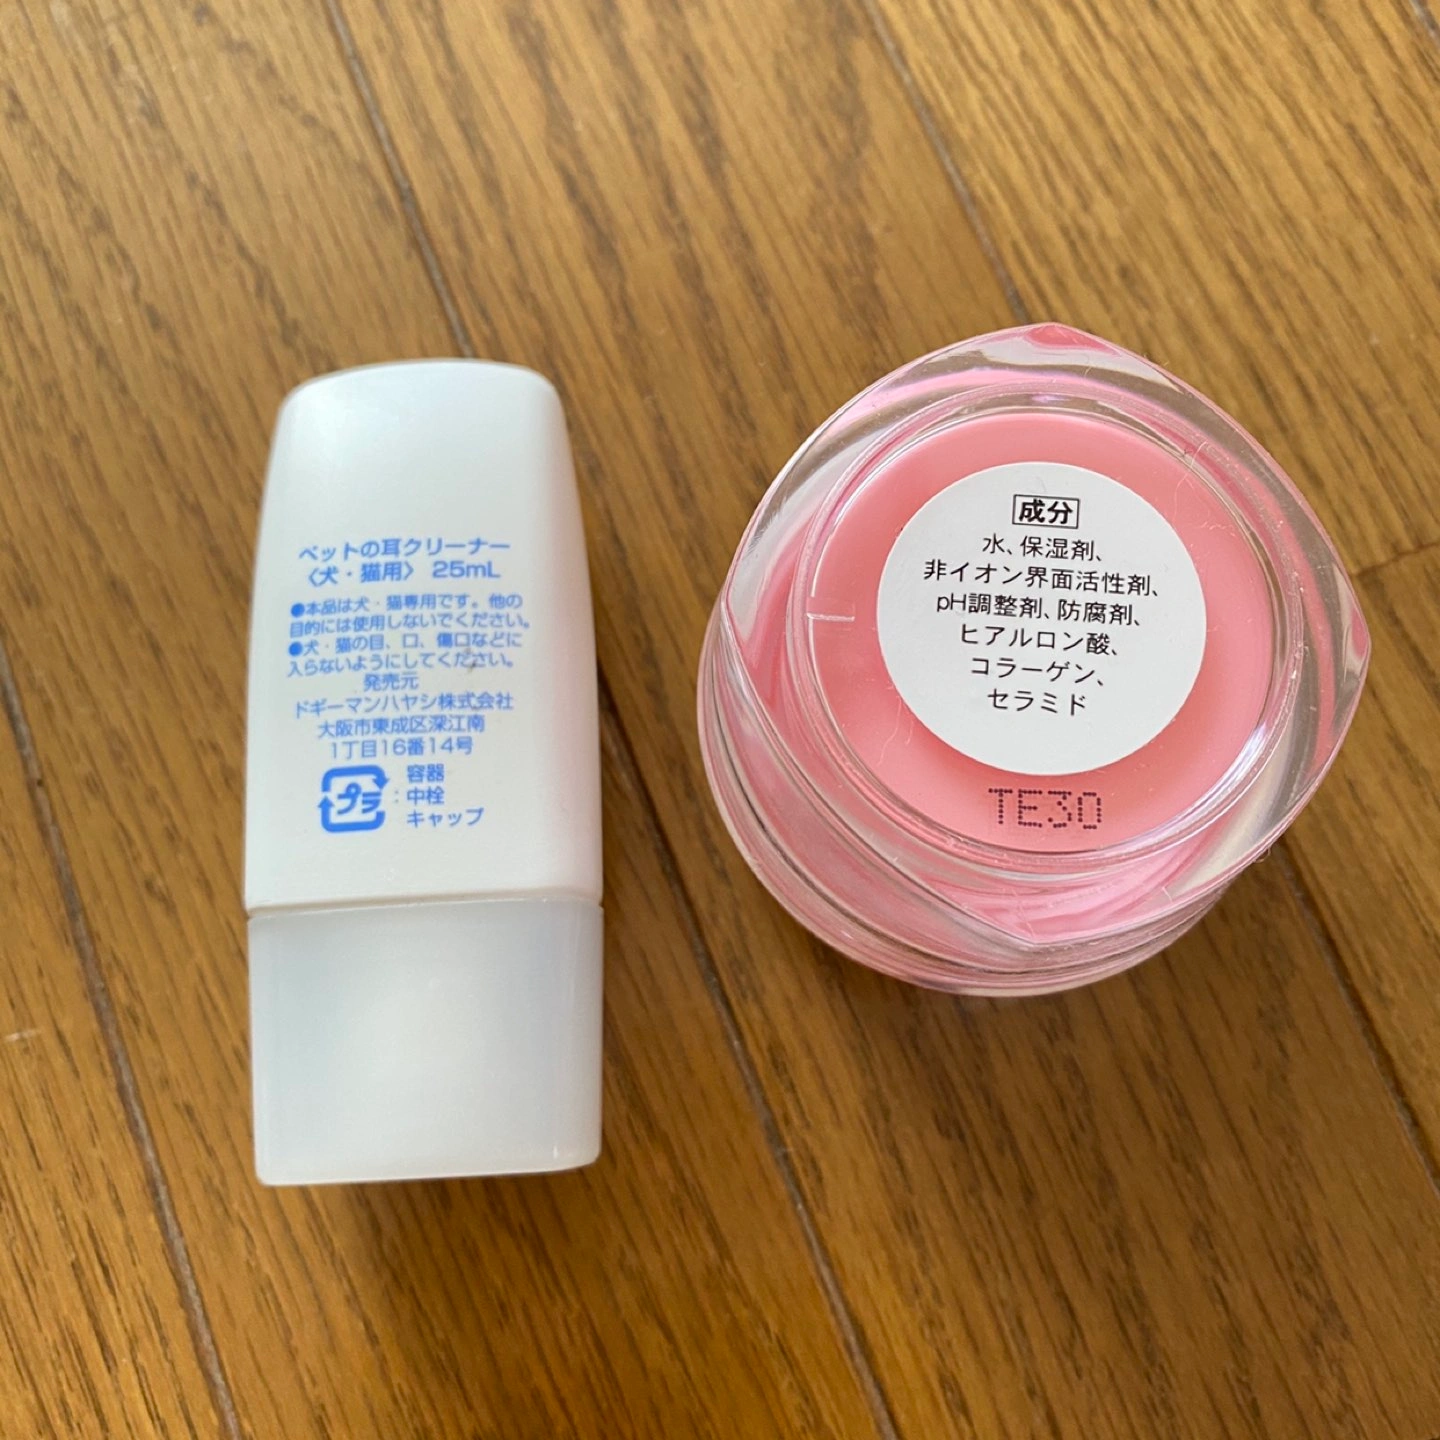 ペットの耳クリーナー
〈犬・猫用〉 25mL
●本品は犬・猫専用です。他の
目的には使用しないでください。
●犬・猫の目、口、傷口などに
入らないようにしてください。
発売元
ドギーマンハヤシ株式会社
大阪市東成区深江南
1丁目16番14号
プラ : 容器
中栓
キャップ
成分
水、保湿剤、
非イオン界面活性剤、
pH調整剤、防腐剤、
ヒアルロン酸、
コラーゲン、
セラミド
TE30